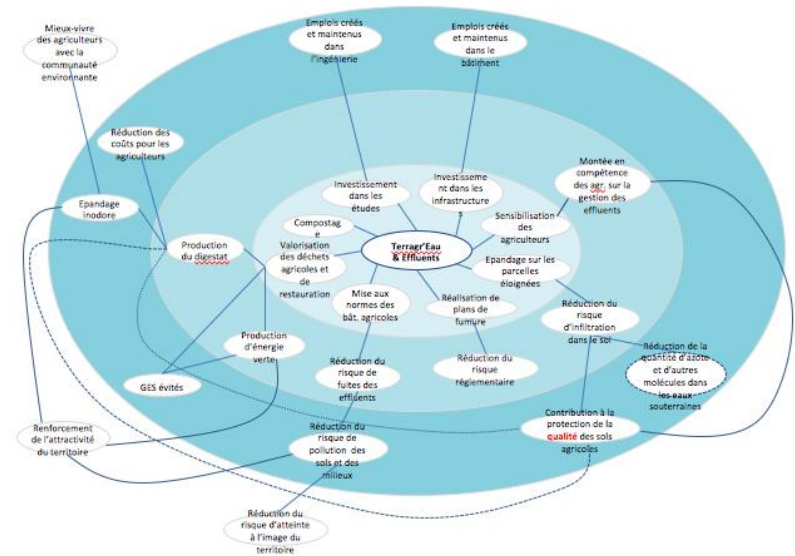 Mieux-vivre
des agriculteurs
avec la
communauté
environnante
Emplois créés
et maintenus
dans
l'ingénierie
Emplois créés
et maintenus
dans le
bâtiment
Réduction des
coûts pour les
agriculteurs
Montée en
compétence
des agr. sur la
gestion des
effluents
Investissement
dans les
études
Investisseme
nt dans les
infrastructure
s
Epandage
inodore
Compostag
e
Sensibilisation
des
agriculteurs
Production
du digestat
Valorisation
des déchets
agricoles et
de
restauration
Terragr'Eau
& Effluents
Epandage sur les
parcelles
éloignées
Mise aux
normes des
bât. agricoles
Réalisation de
plans de
fumure
Réduction du
risque
d'infiltration
dans le sol
Production
d'énergie
verte
Réduction du
risque de
fuites des
effluents
Réduction du
risque
réglementaire
Réduction de la
quantité d'azote
et d'autres
molécules dans
les eaux
souterraines
GES évités
Renforcement
de l'attractivité
du territoire
Réduction du
risque de
pollution des
sols et des
milieux
Contribution à la
protection de la
qualité des sols
agricoles
Réduction du
risque d'atteinte
à l'image du
territoire